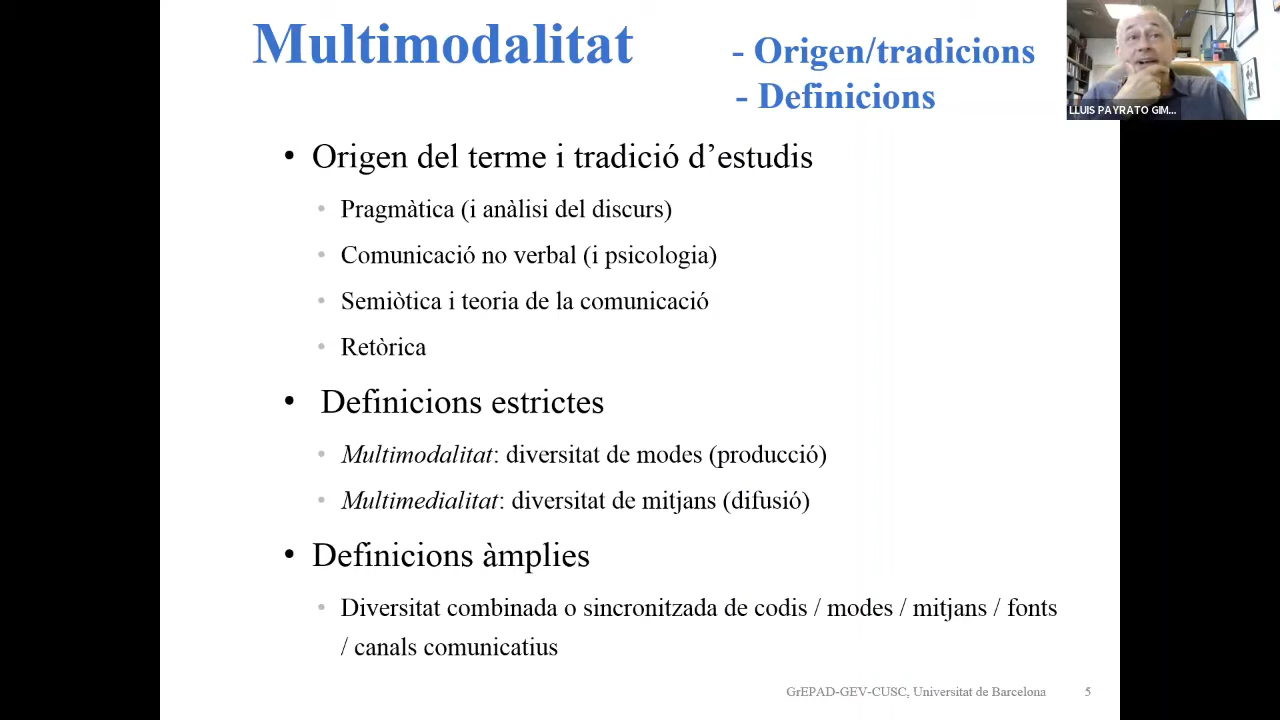 Multimodalitat
- Origen/tradicions
- Definicions
LLUIS PAYRATO GIM...
• Origen del terme i tradició d’estudis
• Pragmàtica (i anàlisi del discurs)
• Comunicació no verbal (i psicologia)
• Semiòtica i teoria de la comunicació
• Retòrica
• Definicions estrictes
• Multimodalitat: diversitat de modes (producció)
• Multimedialitat: diversitat de mitjans (difusió)
• Definicions àmplies
• Diversitat combinada o sincronitzada de codis / modes / mitjans / fonts
/ canals comunicatius
GrEPAD-GEV-CUSC, Universitat de Barcelona 5